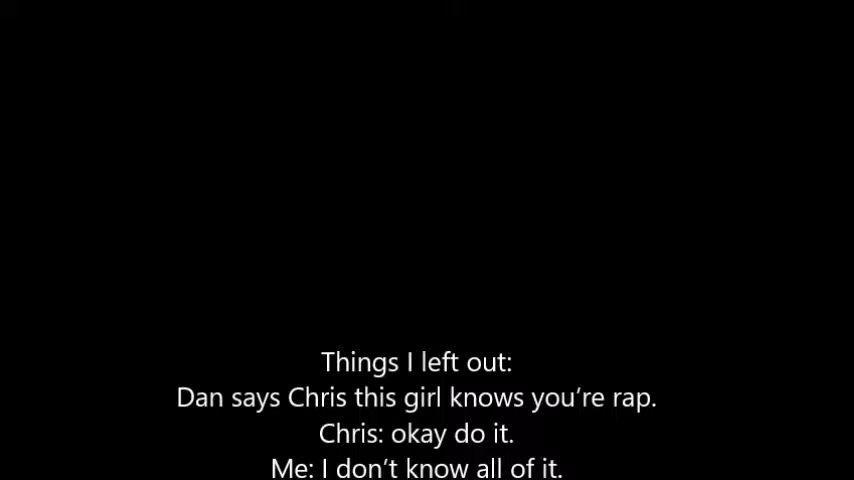 Things I left out:
Dan says Chris this girl knows you’re rap.
Chris: okay do it.
Me: I don’t know all of it.